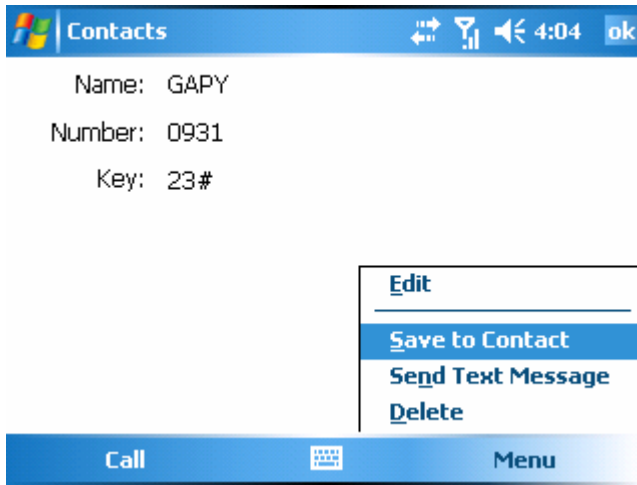 Contacts 4:04 ok
Name: GAPY
Number: 0931
Key: 23#
Edit
Save to Contact
Send Text Message
Delete
Call Menu